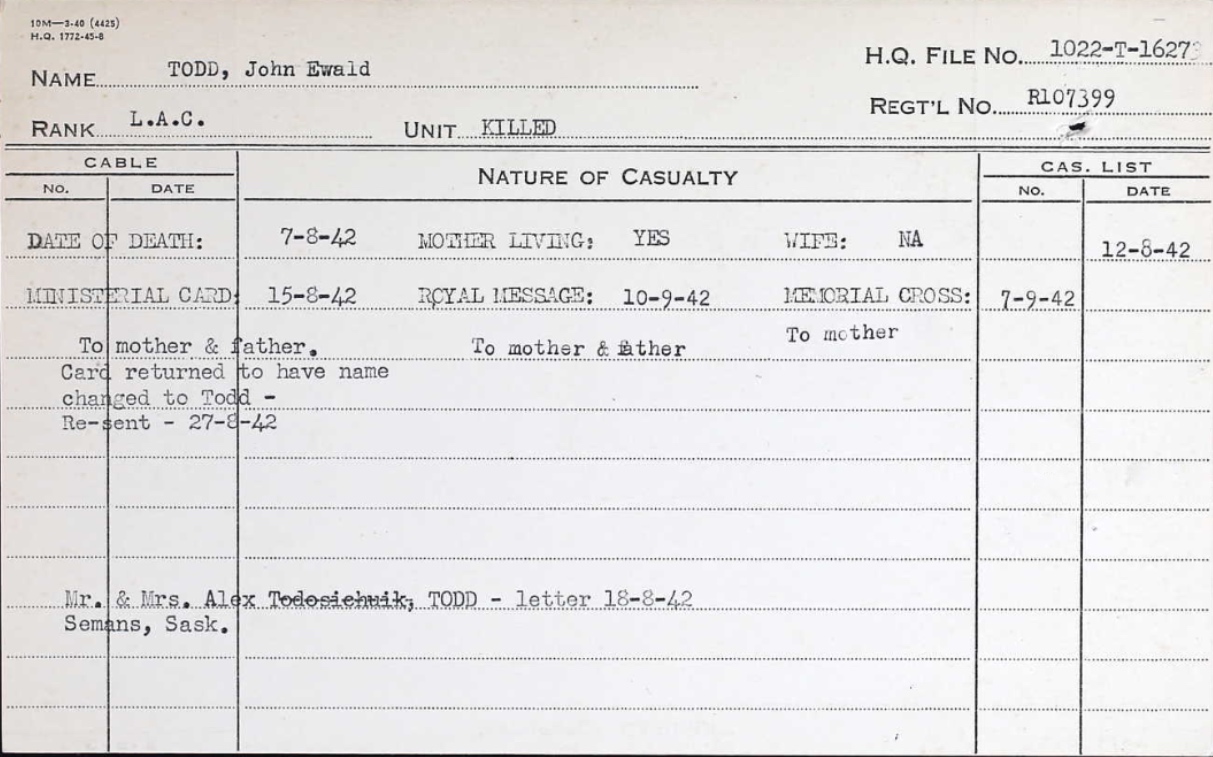 10M—3-40 (4425)
H.Q. 1772-45-8
NAME TODD, John Ewald
H.Q. FILE NO. 1022-T-16273
REGT'L NO. R107399
RANK L.A.C. UNIT KILLED
CABLE NATURE OF CASUALTY CAS. LIST
NO. DATE NO. DATE
DATE OF DEATH: 7-8-42 MOTHER LIVING: YES WIFE: NA 12-8-42
MINISTERIAL CARD: 15-8-42 ROYAL MESSAGE: 10-9-42 MEMORIAL CROSS: 7-9-42
To mother & father. To mother & father To mother
Card returned to have name
changed to Todd -
Re-sent - 27-8-42
Mr. & Mrs. Alex Todosichuik, TODD - letter 18-8-42
Semans, Sask.